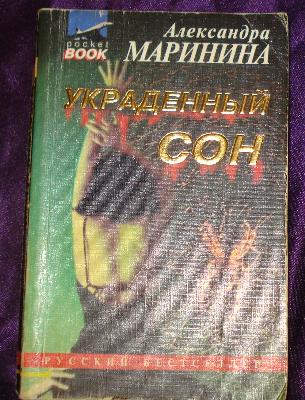 Александра
МАРИНИНА
pocket
BOOK
УКРАДЕННЫЙ
СОН
РУССКИЙ БЕСТСЕЛЛЕР